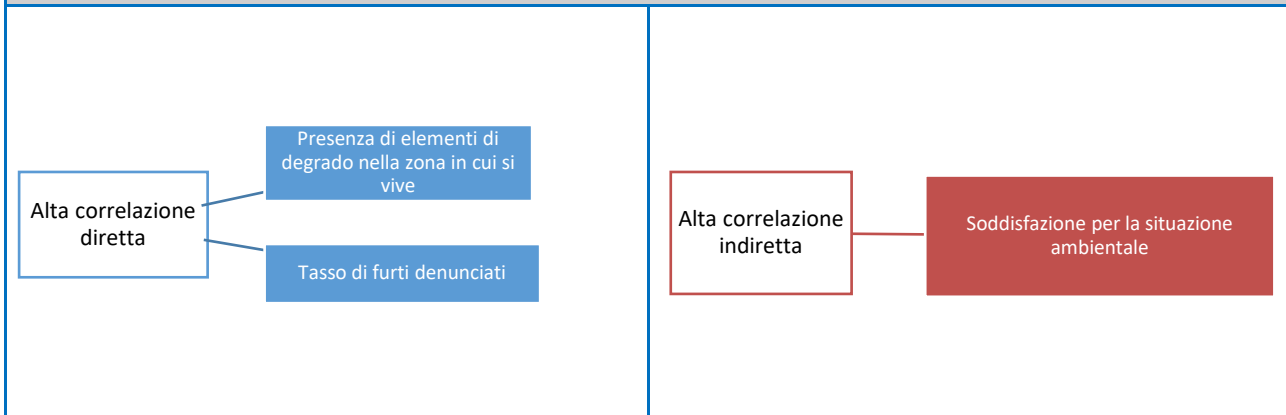 Alta correlazione
diretta
Presenza di elementi di
degrado nella zona in cui si
vive
Tasso di furti denunciati
Alta correlazione
indiretta
Soddisfazione per la situazione
ambientale